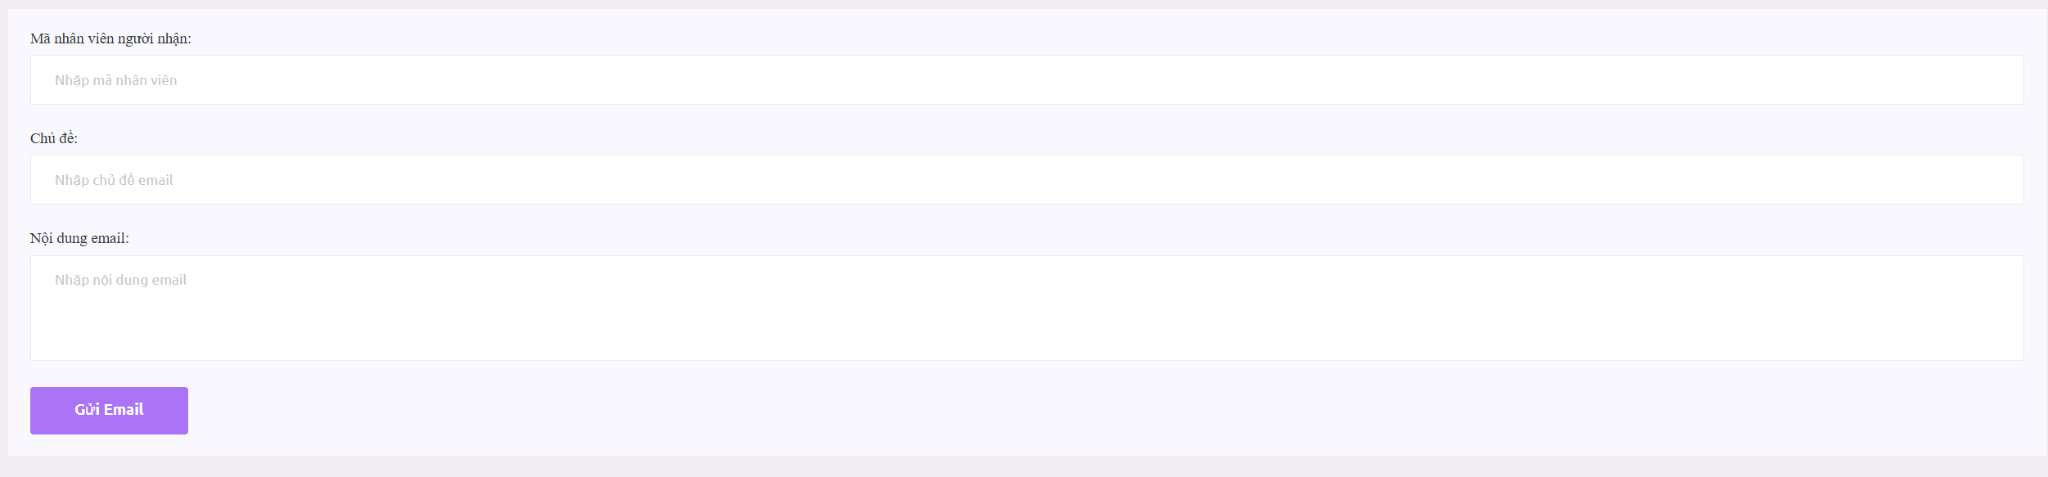 Mã nhân viên người nhận:
Nhập mã nhân viên
Chủ đề:
Nhập chủ đề email
Nội dung email:
Nhập nội dung email
Gửi Email